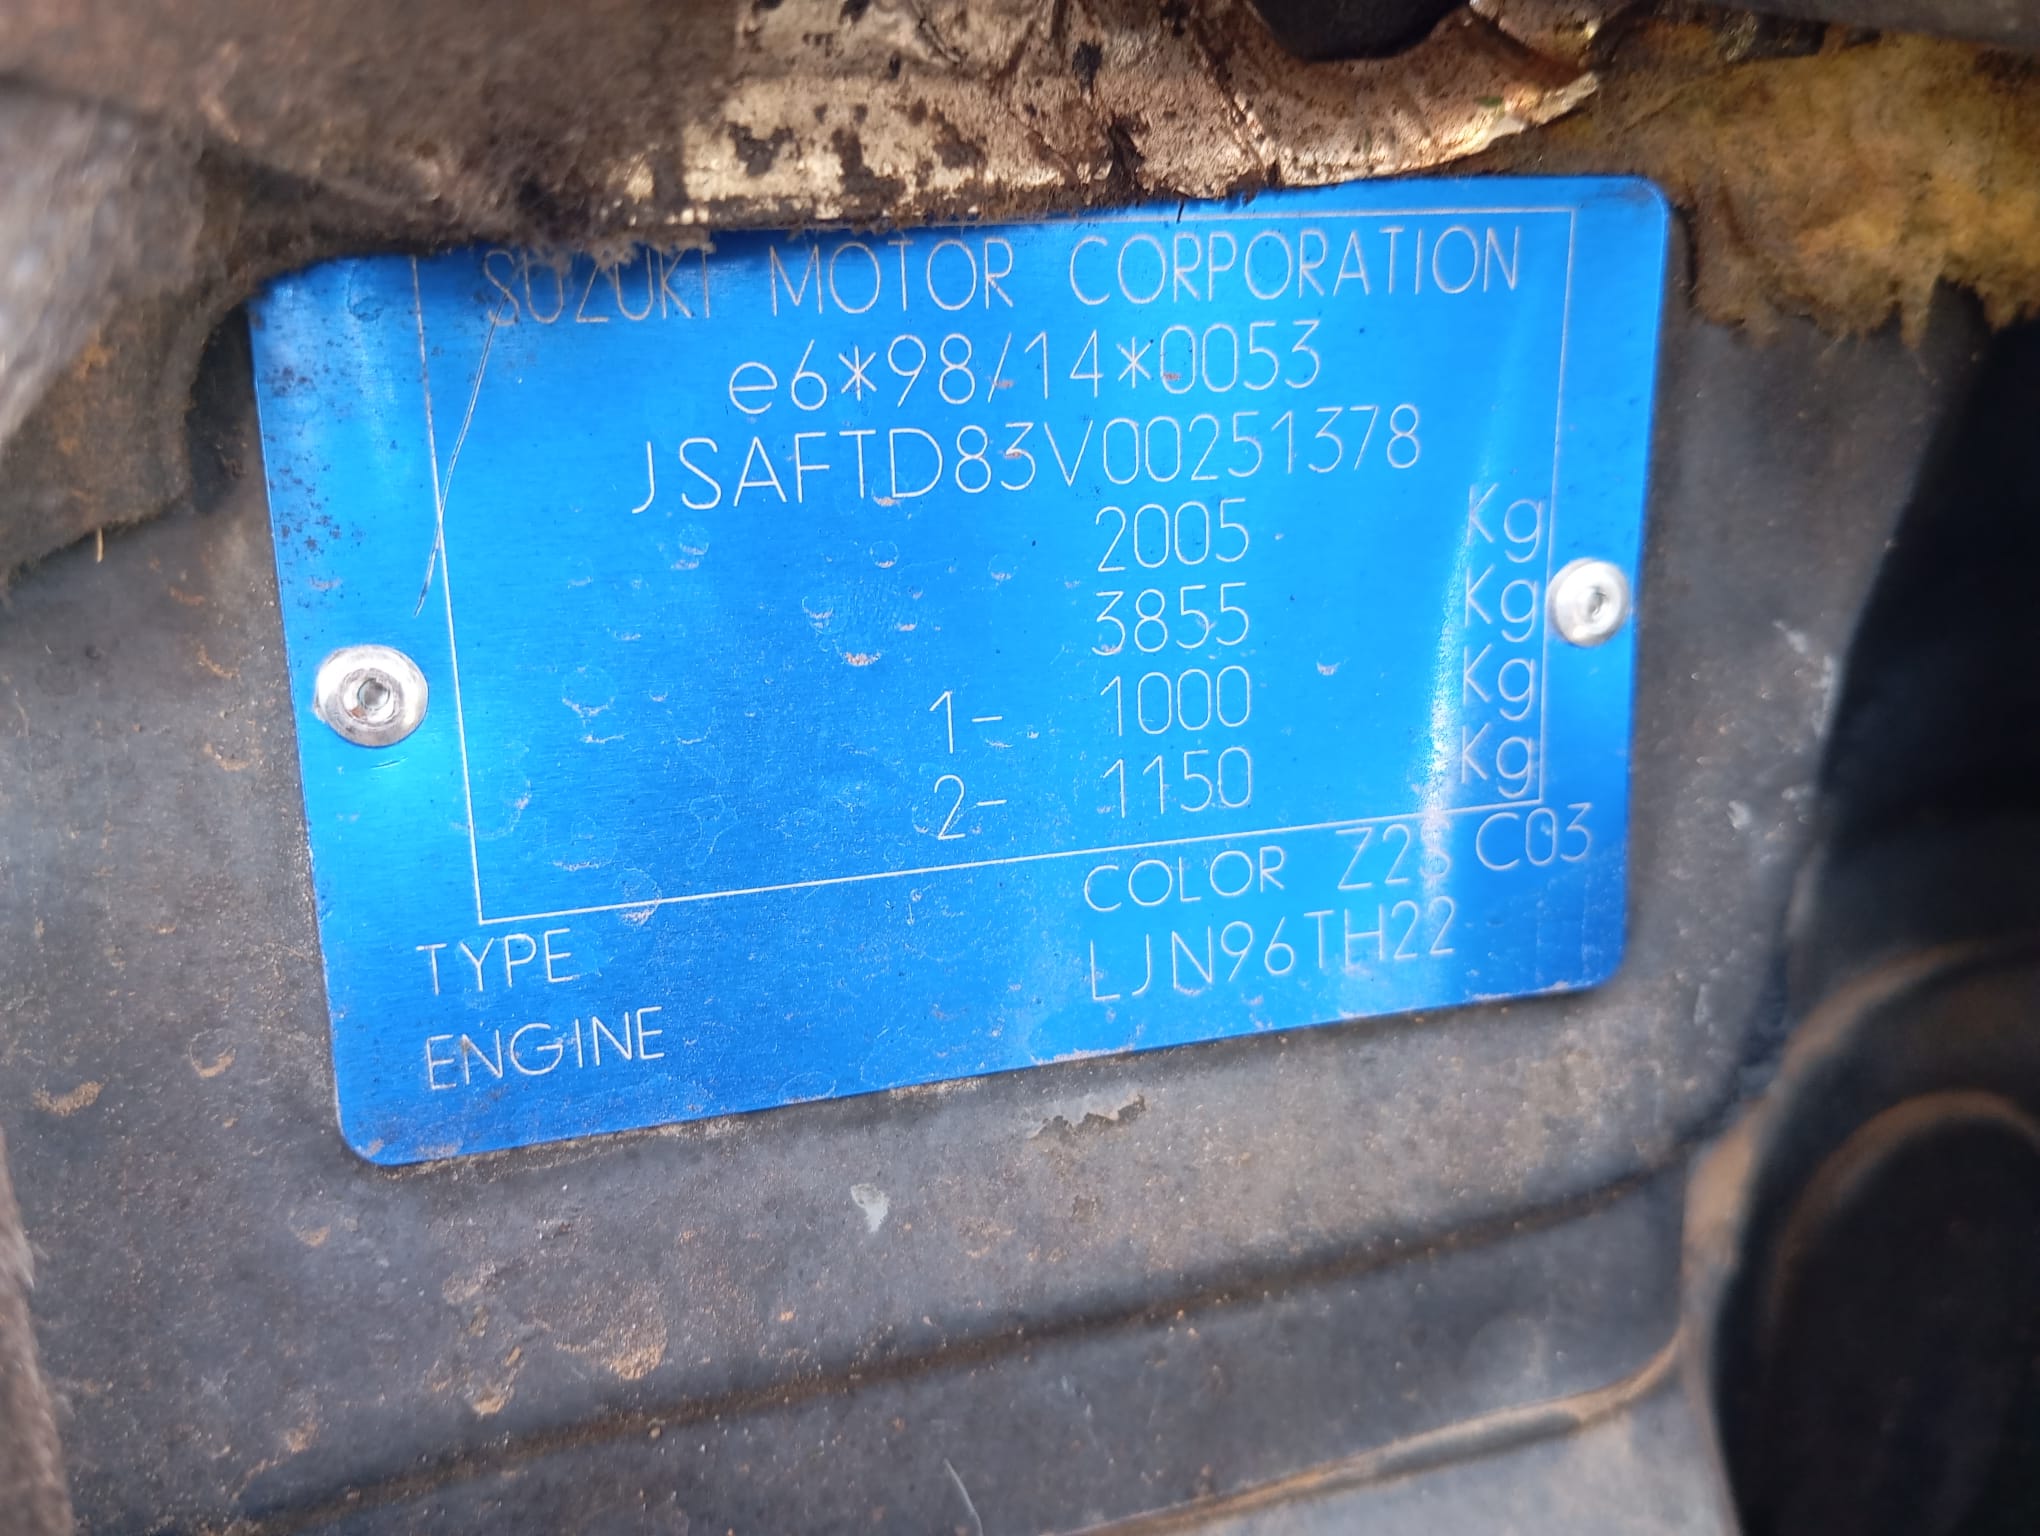 SUZUKI MOTOR CORPORATION
e6*98/14*0053
JSAFTD83V00251378
2005 Kg
3855 Kg
1- 1000 Kg
2- 1150 Kg
COLOR Z2S C03
TYPE LJN96TH22
ENGINE